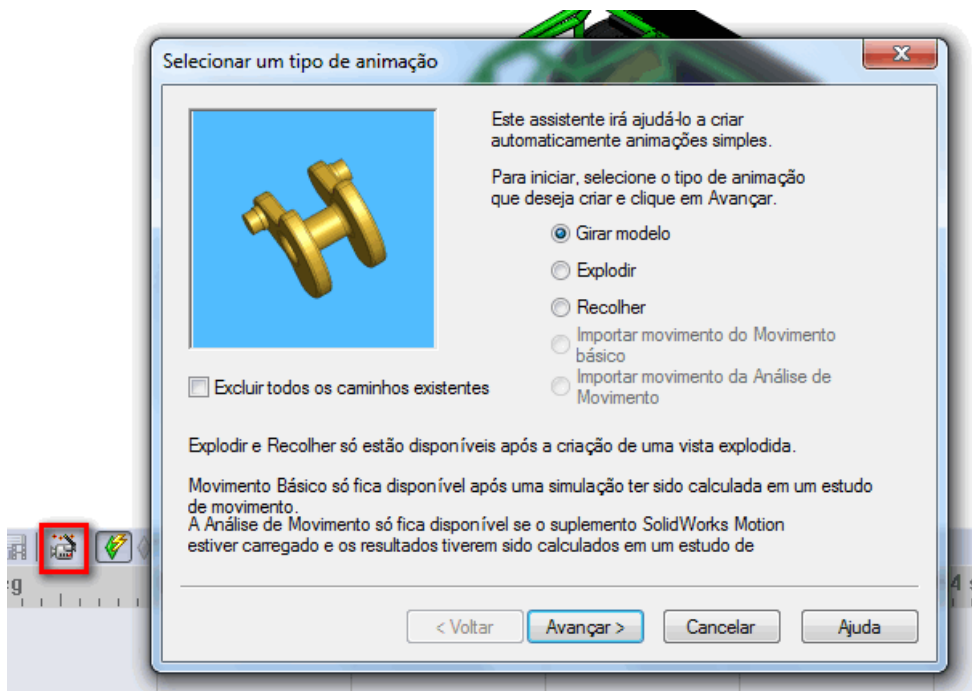 Selecionar um tipo de animação
Este assistente irá ajudá-lo a criar
automaticamente animações simples.
Para iniciar, selecione o tipo de animação
que deseja criar e clique em Avançar.
Girar modelo
Explodir
Recolher
Importar movimento do Movimento
básico
Importar movimento da Análise de
Movimento
Excluir todos os caminhos existentes
Explodir e Recolher só estão disponíveis após a criação de uma vista explodida.
Movimento Básico só fica disponível após uma simulação ter sido calculada em um estudo
de movimento.
A Análise de Movimento só fica disponível se o suplemento SolidWorks Motion
estiver carregado e os resultados tiverem sido calculados em um estudo de
< Voltar
Avançar >
Cancelar
Ajuda